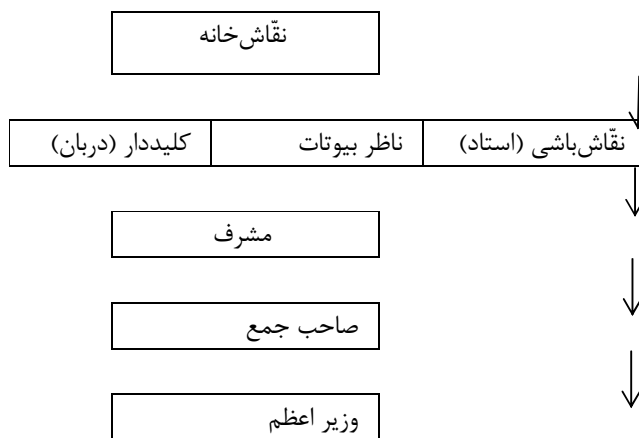 نقّاش‌خانه
نقّاش‌باشی (استاد) ناظر بیوتات کلیددار (دربان)
مشرف
صاحب جمع
وزیر اعظم